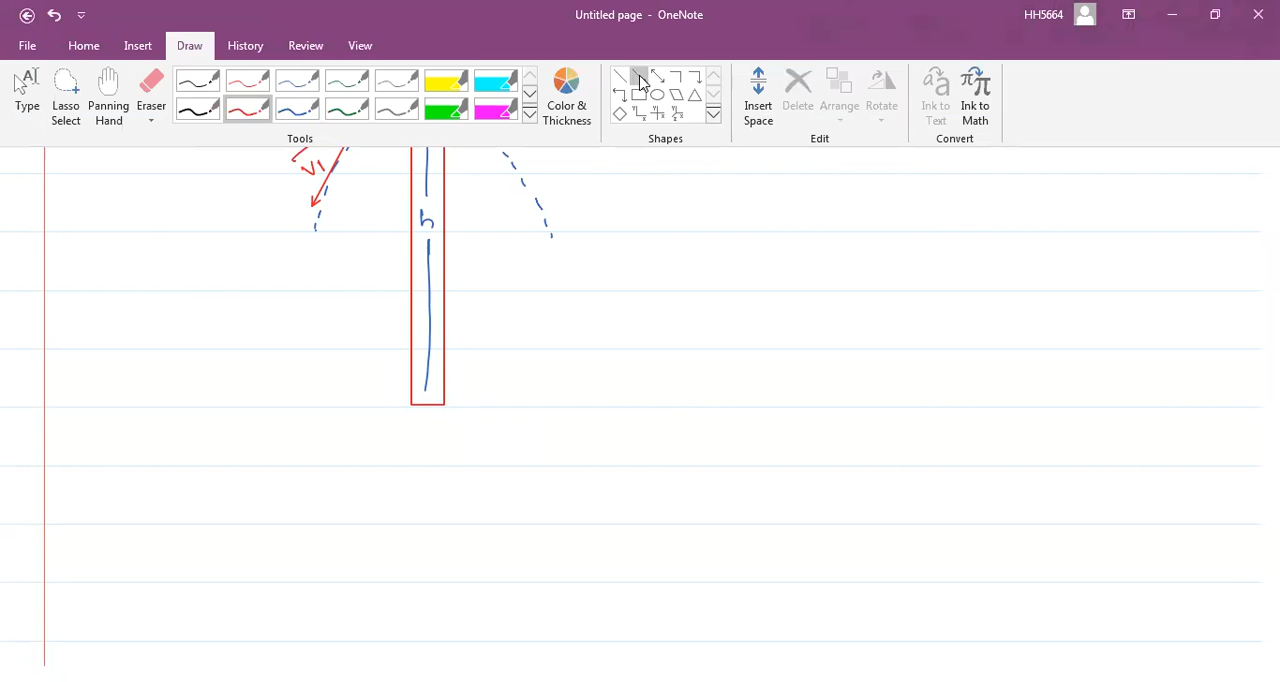 Untitled page - OneNote
HH5664
File Home Insert Draw History Review View
Type
Lasso Select
Panning Hand
Eraser
Color & Thickness
Insert Space
Delete
Arrange
Rotate
Ink to Text
Ink to Math
Tools
Shapes
Edit
Convert
V1
h